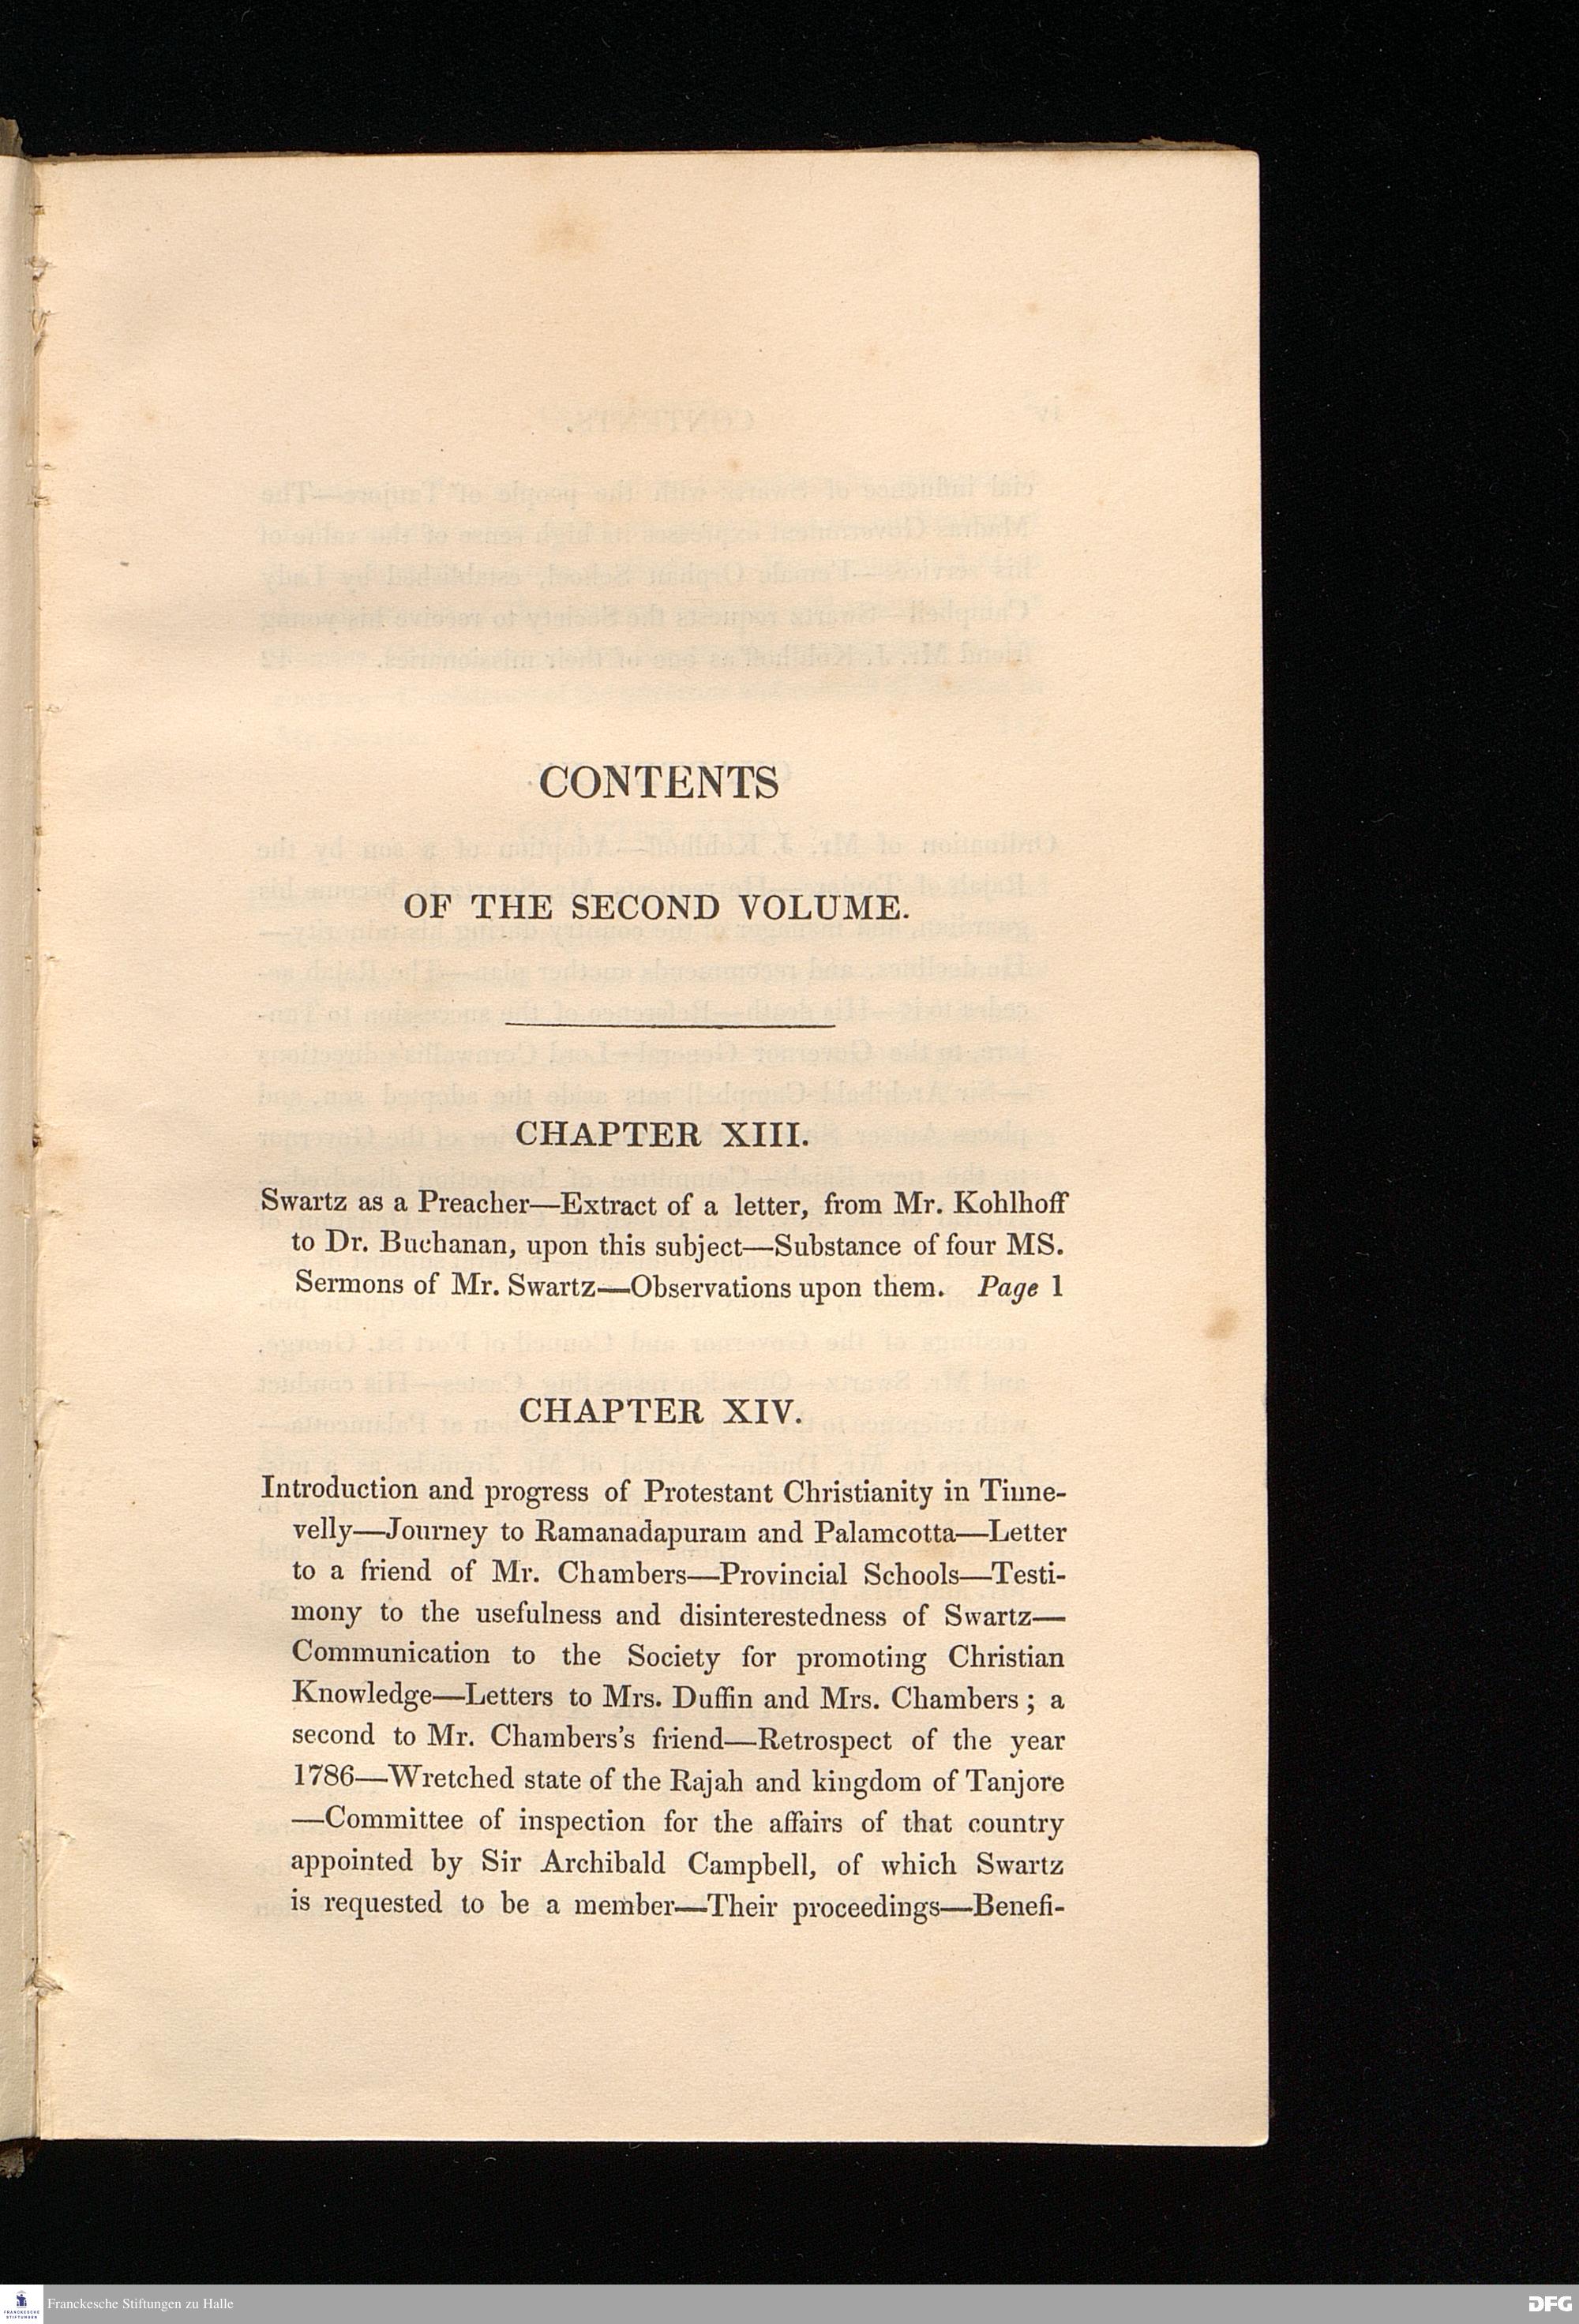 CONTENTS
OF THE SECOND VOLUME.
CHAPTER XIII.
Swartz as a Preacher—Extract of a letter, from Mr. Kohlhoff
to Dr. Buchanan, upon this subject—Substance of four MS.
Sermons of Mr. Swartz—Observations upon them. Page 1
CHAPTER XIV.
Introduction and progress of Protestant Christianity in Tinne-
velly—Journey to Ramanadapuram and Palamcotta—Letter
to a friend of Mr. Chambers—Provincial Schools—Testi-
mony to the usefulness and disinterestedness of Swartz—
Communication to the Society for promoting Christian
Knowledge—Letters to Mrs. Duffin and Mrs. Chambers; a
second to Mr. Chambers's friend—Retrospect of the year
1786—Wretched state of the Rajah and kingdom of Tanjore
—Committee of inspection for the affairs of that country
appointed by Sir Archibald Campbell, of which Swartz
is requested to be a member—Their proceedings—Benefi-
FRANCKESCHE
STIFTUNGEN
Franckesche Stiftungen zu Halle
DFG